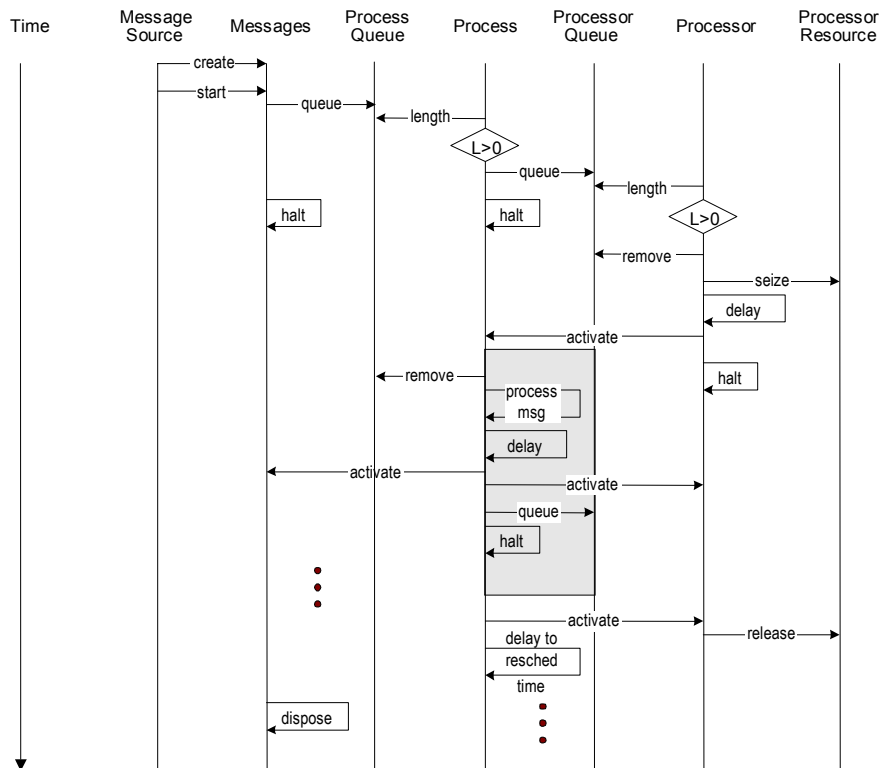 Time
Message
Source
Messages
Process
Queue
Process
Processor
Queue
Processor
Processor
Resource
create
start
queue
length
L>0
queue
length
halt
halt
L>0
remove
seize
delay
activate
remove
halt
process
msg
delay
activate
activate
queue
halt
activate
release
delay to
resched
time
dispose